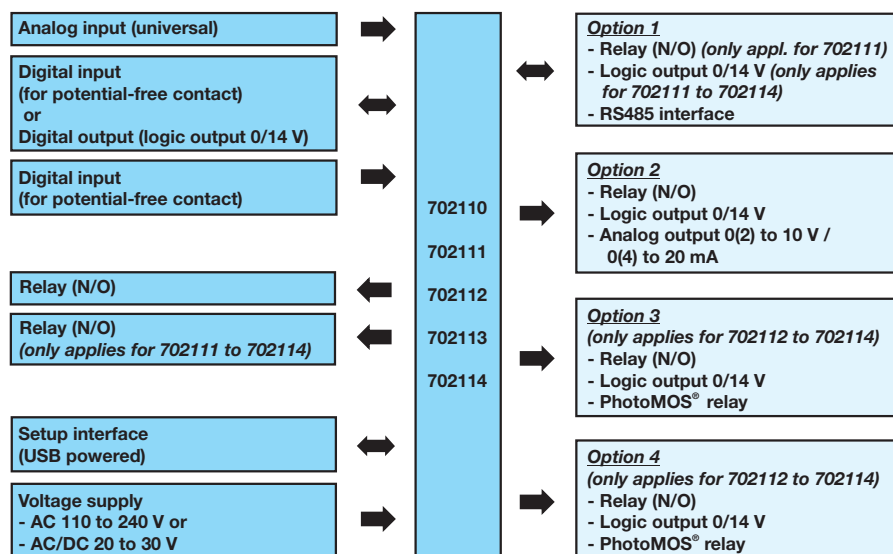 Analog input (universal)
Digital input
(for potential-free contact)
or
Digital output (logic output 0/14 V)
Digital input
(for potential-free contact)
Relay (N/O)
Relay (N/O)
(only applies for 702111 to 702114)
Setup interface
(USB powered)
Voltage supply
- AC 110 to 240 V or
- AC/DC 20 to 30 V
702110
702111
702112
702113
702114
Option 1
- Relay (N/O) (only appl. for 702111)
- Logic output 0/14 V (only applies
for 702111 to 702114)
- RS485 interface
Option 2
- Relay (N/O)
- Logic output 0/14 V
- Analog output 0(2) to 10 V /
0(4) to 20 mA
Option 3
(only applies for 702112 to 702114)
- Relay (N/O)
- Logic output 0/14 V
- PhotoMOS® relay
Option 4
(only applies for 702112 to 702114)
- Relay (N/O)
- Logic output 0/14 V
- PhotoMOS® relay